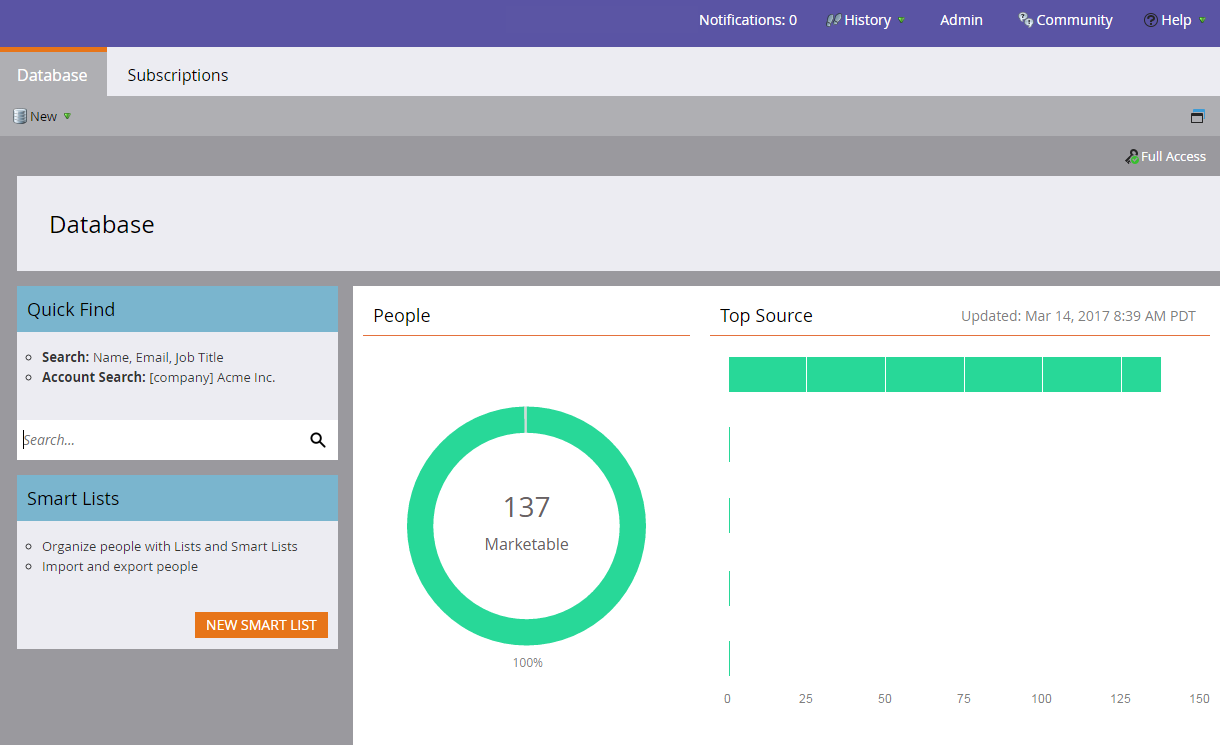 Notifications: 0 History Admin Community Help
Database Subscriptions
New
Full Access
Database
Quick Find
Search: Name, Email, Job Title
Account Search: [company] Acme Inc.
Search...
Smart Lists
Organize people with Lists and Smart Lists
Import and export people
NEW SMART LIST
People
137
Marketable
100%
Top Source Updated: Mar 14, 2017 8:39 AM PDT
0 25 50 75 100 125 150